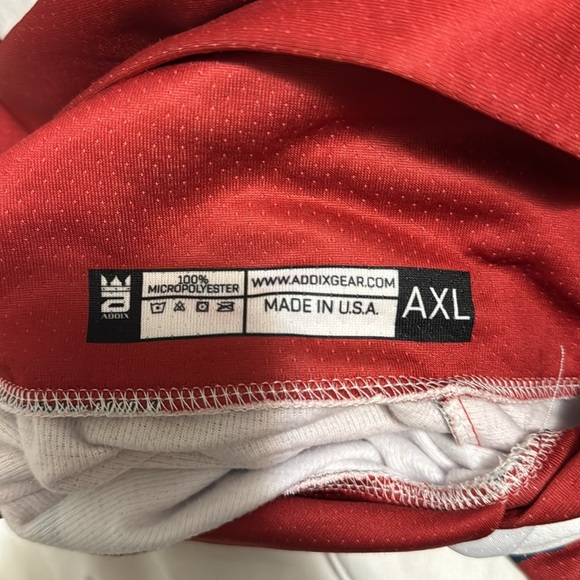 ADDIX
100%
MICROPOLYESTER
WWW.ADDIXGEAR.COM
MADE IN U.S.A.
AXL